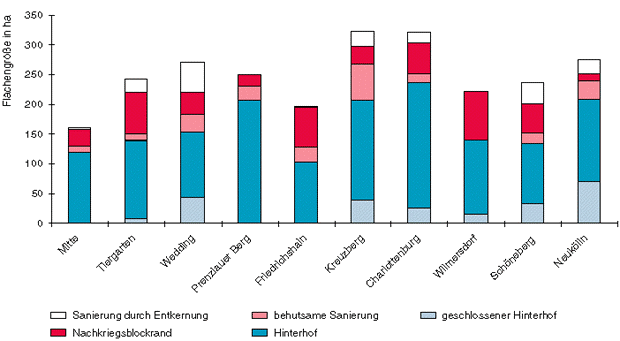 Flächengröße in ha
350
300
250
200
150
100
50
0
Mitte
Tiergarten
Wedding
Prenzlauer Berg
Friedrichshain
Kreuzberg
Charlottenburg
Wilmersdorf
Schöneberg
Neukölln
Sanierung durch Entkernung
behutsame Sanierung
geschlossener Hinterhof
Nachkriegsblockrand
Hinterhof